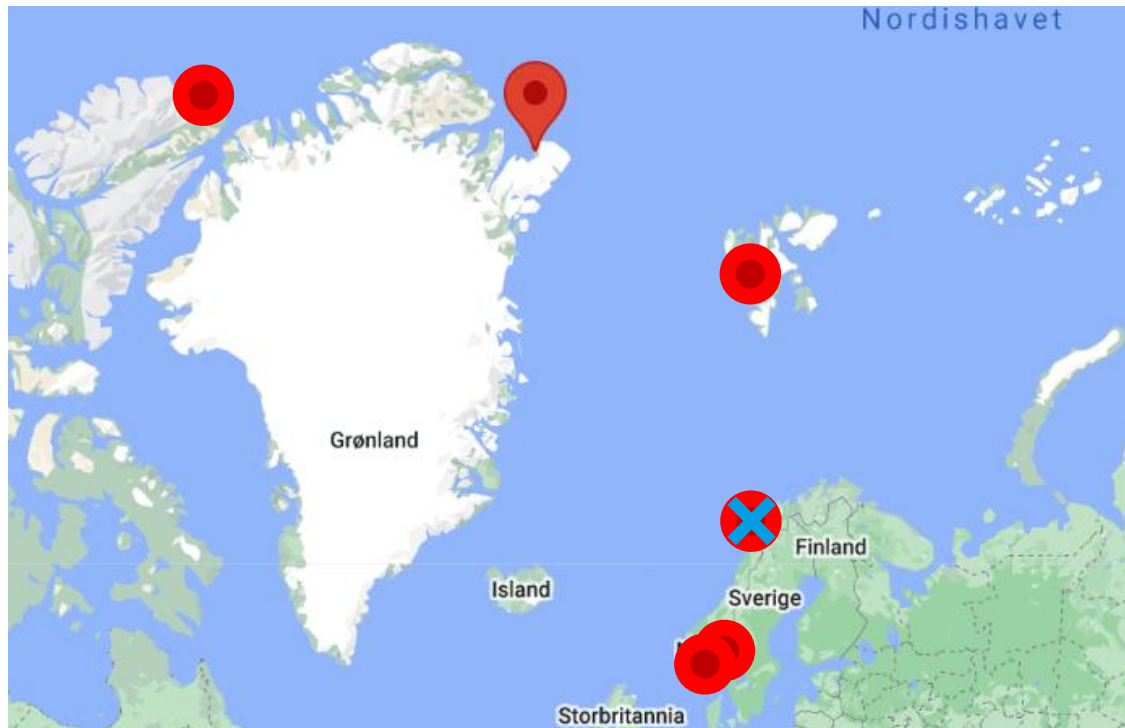 Nordishavet
Grønland
Finland
Island
Sverige
Storbritannia